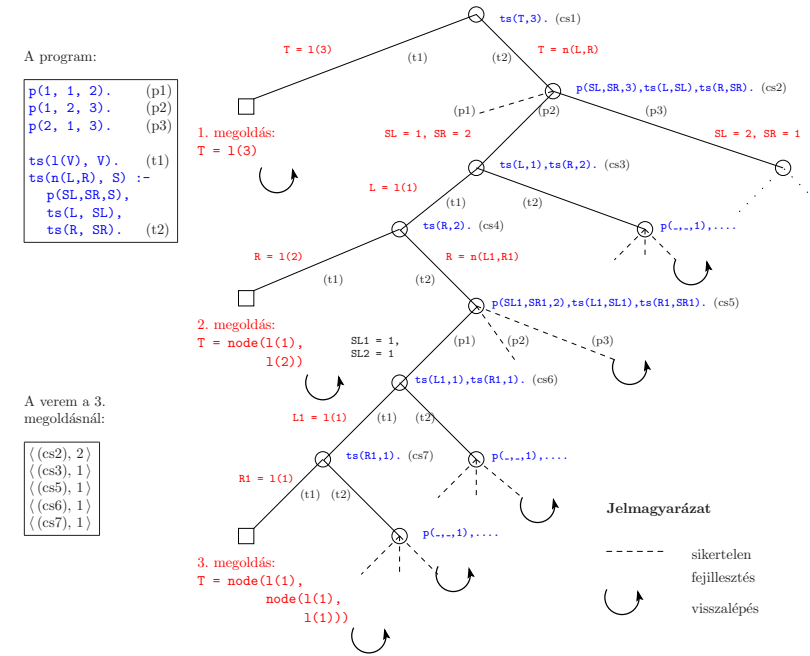 A program:
p(1, 1, 2). (p1)
p(1, 2, 3). (p2)
p(2, 1, 3). (p3)
ts(l(V), V). (t1)
ts(n(L,R), S) :-
p(SL,SR,S),
ts(L, SL),
ts(R, SR). (t2)
A verem a 3.
megoldásnál:
⟨ (cs2), 2 ⟩
⟨ (cs3), 1 ⟩
⟨ (cs5), 1 ⟩
⟨ (cs6), 1 ⟩
⟨ (cs7), 1 ⟩
ts(T,3). (cs1)
T = l(3)
(t1)
(t2)
T = n(L,R)
p(SL,SR,3),ts(L,SL),ts(R,SR). (cs2)
(p1)
(p2)
(p3)
1. megoldás:
T = l(3)
SL = 1, SR = 2
SL = 2, SR = 1
ts(L,1),ts(R,2). (cs3)
L = l(1)
(t1)
(t2)
ts(R,2). (cs4)
p(_,_,1),....
R = l(2)
R = n(L1,R1)
(t1)
(t2)
p(SL1,SR1,2),ts(L1,SL1),ts(R1,SR1). (cs5)
2. megoldás:
T = node(l(1),
l(2))
SL1 = 1,
SL2 = 1
(p1)
(p2)
(p3)
ts(L1,1),ts(R1,1). (cs6)
L1 = l(1)
(t1)
(t2)
ts(R1,1). (cs7)
p(_,_,1),....
R1 = l(1)
(t1)
(t2)
p(_,_,1),....
3. megoldás:
T = node(l(1),
node(l(1),
l(1)))
Jelmagyarázat
sikertelen
fejillesztés
visszalépés